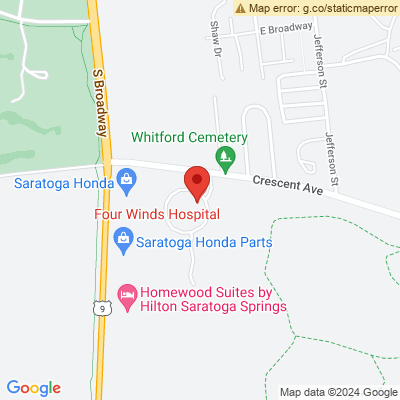 Map error: g.co/staticmaperror
E Broadway
Shaw Dr
Jefferson St
S Broadway
Whitford Cemetery
Jefferson St
Crescent Ave
Saratoga Honda
Four Winds Hospital
Saratoga Honda Parts
Homewood Suites by
Hilton Saratoga Springs
9
Google
Map data ©2024 Google